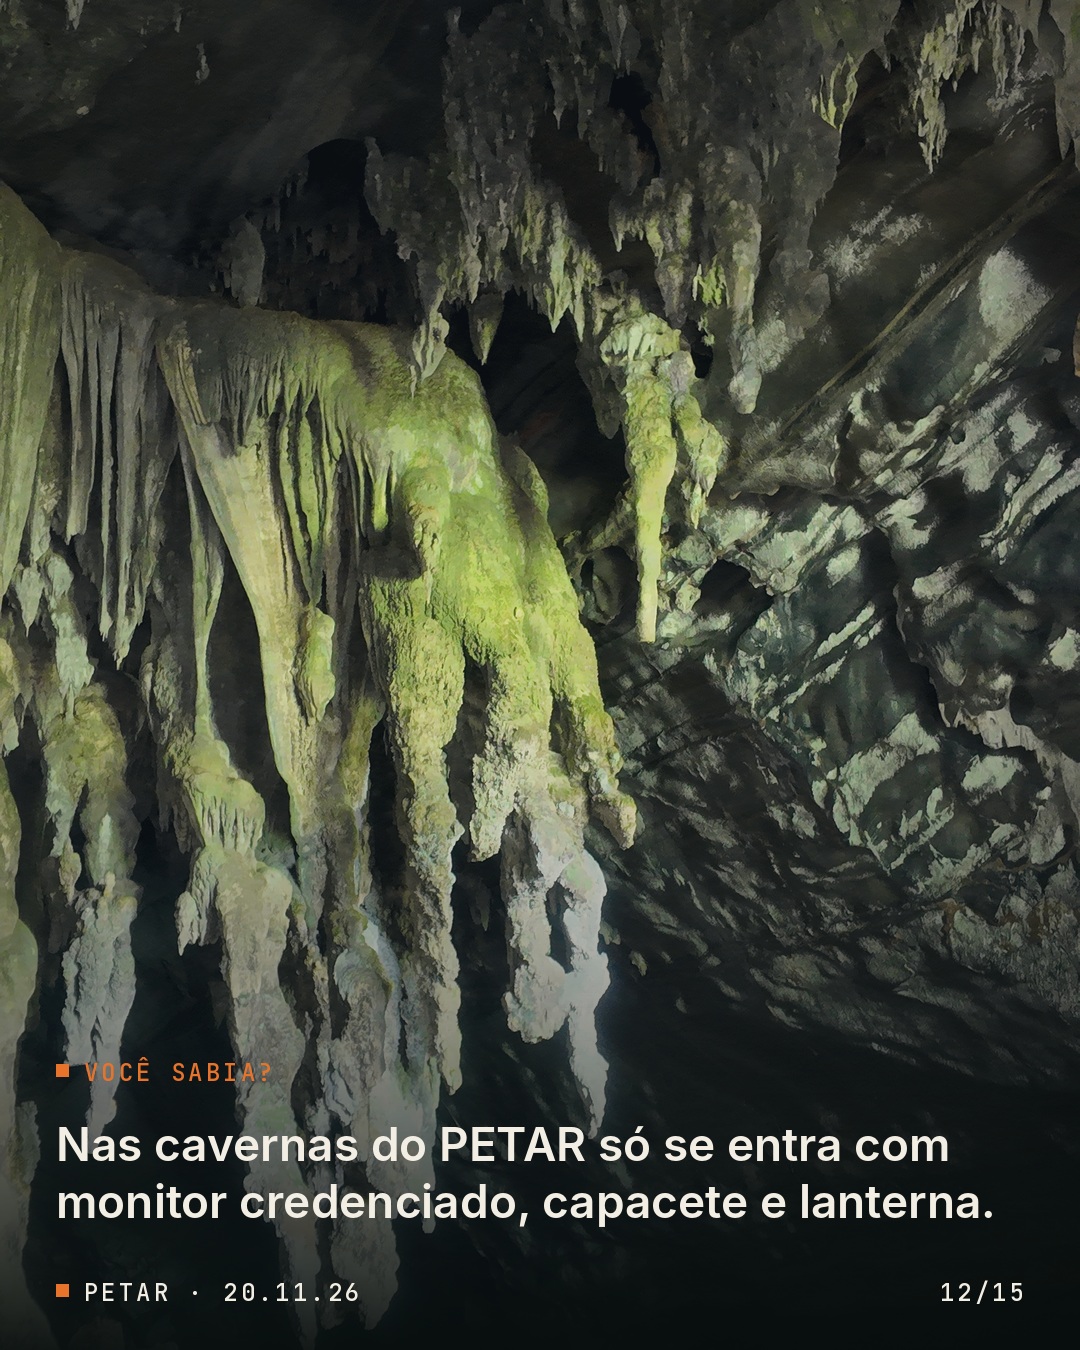 VOCÊ SABIA?
Nas cavernas do PETAR só se entra com
monitor credenciado, capacete e lanterna.
PETAR · 20.11.26
12/15